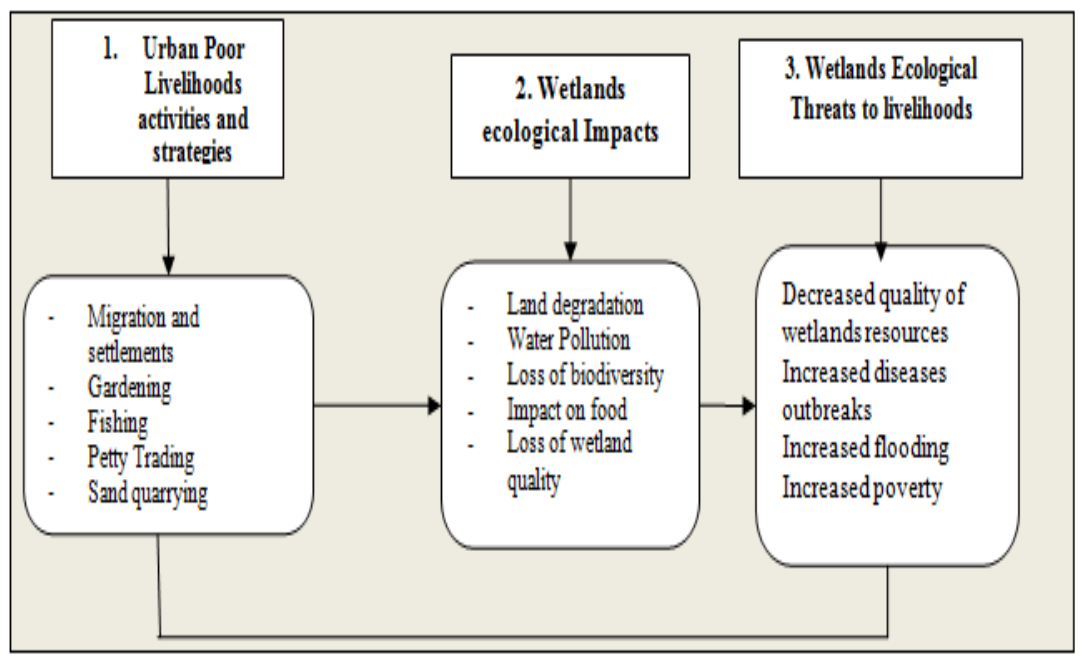 1. Urban Poor
Livelihoods
activities and
strategies
2. Wetlands
ecological Impacts
3. Wetlands Ecological
Threats to livelihoods
- Migration and
settlements
- Gardening
- Fishing
- Petty Trading
- Sand quarrying
- Land degradation
- Water Pollution
- Loss of biodiversity
- Impact on food
- Loss of wetland
quality
Decreased quality of
wetlands resources
Increased diseases
outbreaks
Increased flooding
Increased poverty